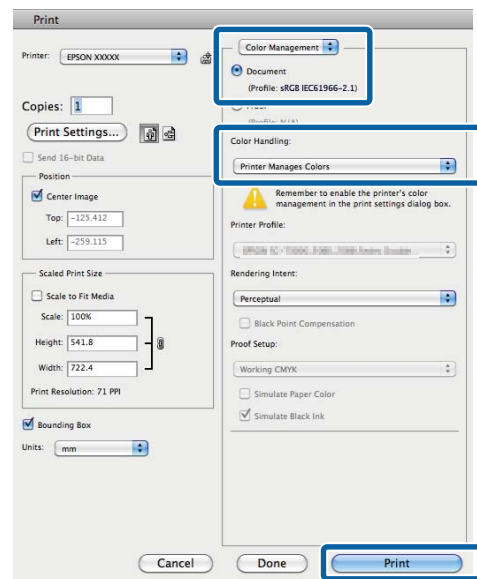 Print
Printer: EPSON XXXXX
Copies: 1
Print Settings...
Send 16-bit Data
Position
Center Image
Top: -125.412
Left: -259.115
Scaled Print Size
Scale to Fit Media
Scale: 100%
Height: 541.8
Width: 722.4
Print Resolution: 71 PPI
Bounding Box
Units: mm
Color Management
Document
(Profile: sRGB IEC61966-2.1)
Color Handling:
Printer Manages Colors
Remember to enable the printer's color
management in the print settings dialog box.
Printer Profile:
Rendering Intent:
Perceptual
Black Point Compensation
Proof Setup:
Working CMYK
Simulate Paper Color
Simulate Black Ink
Cancel
Done
Print